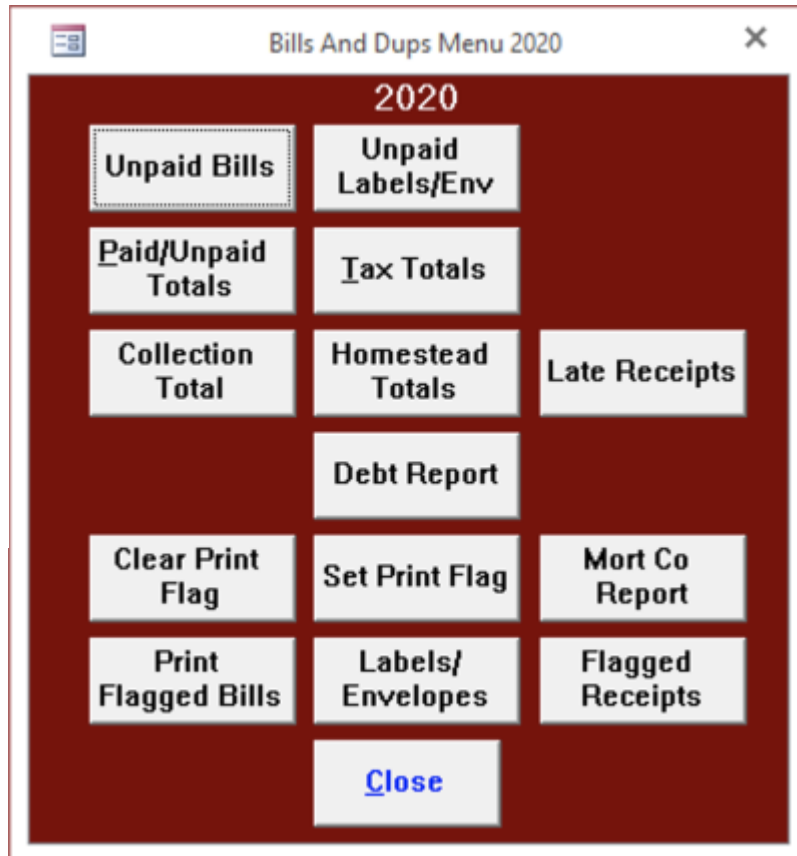 Bills And Dups Menu 2020
2020
Unpaid Bills
Unpaid
Labels/Env
Paid/Unpaid
Totals
Tax Totals
Collection
Total
Homestead
Totals
Late Receipts
Debt Report
Clear Print
Flag
Set Print Flag
Mort Co
Report
Print
Flagged Bills
Labels/
Envelopes
Flagged
Receipts
Close